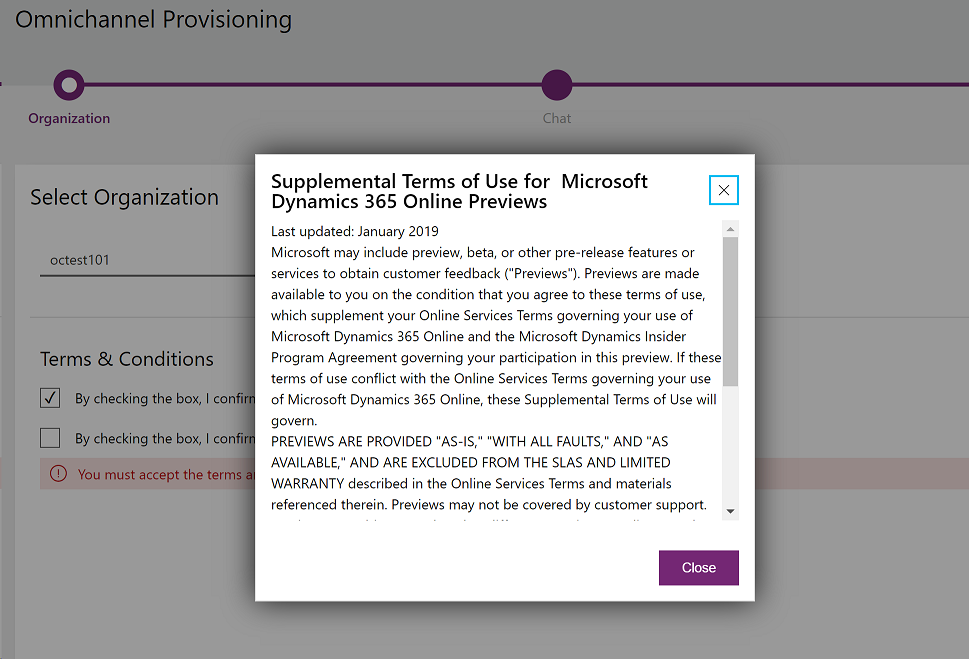 Omnichannel Provisioning
Organization
Chat
Select Organization
octest101
Terms & Conditions
By checking the box, I confirm
By checking the box, I confirm
You must accept the terms
Supplemental Terms of Use for Microsoft
Dynamics 365 Online Previews
Last updated: January 2019
Microsoft may include preview, beta, or other pre-release features or
services to obtain customer feedback ("Previews"). Previews are made
available to you on the condition that you agree to these terms of use,
which supplement your Online Services Terms governing your use of
Microsoft Dynamics 365 Online and the Microsoft Dynamics Insider
Program Agreement governing your participation in this preview. If these
terms of use conflict with the Online Services Terms governing your use
of Microsoft Dynamics 365 Online, these Supplemental Terms of Use will
govern.
PREVIEWS ARE PROVIDED "AS-IS," "WITH ALL FAULTS," AND "AS
AVAILABLE," AND ARE EXCLUDED FROM THE SLAS AND LIMITED
WARRANTY described in the Online Services Terms and materials
referenced therein. Previews may not be covered by customer support.
Close